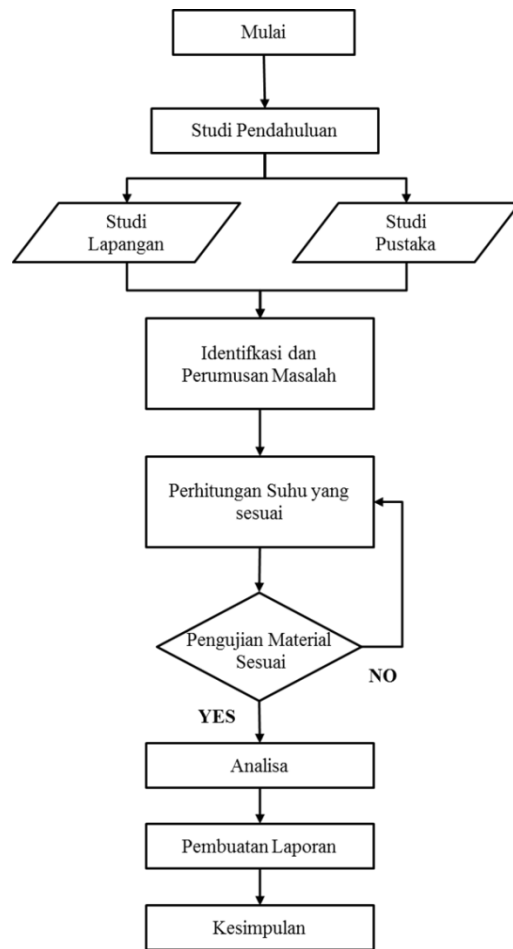 Mulai
Studi Pendahuluan
Studi
Lapangan
Studi
Pustaka
Identifkasi dan
Perumusan Masalah
Perhitungan Suhu yang
sesuai
Pengujian Material
Sesuai
NO
YES
Analisa
Pembuatan Laporan
Kesimpulan